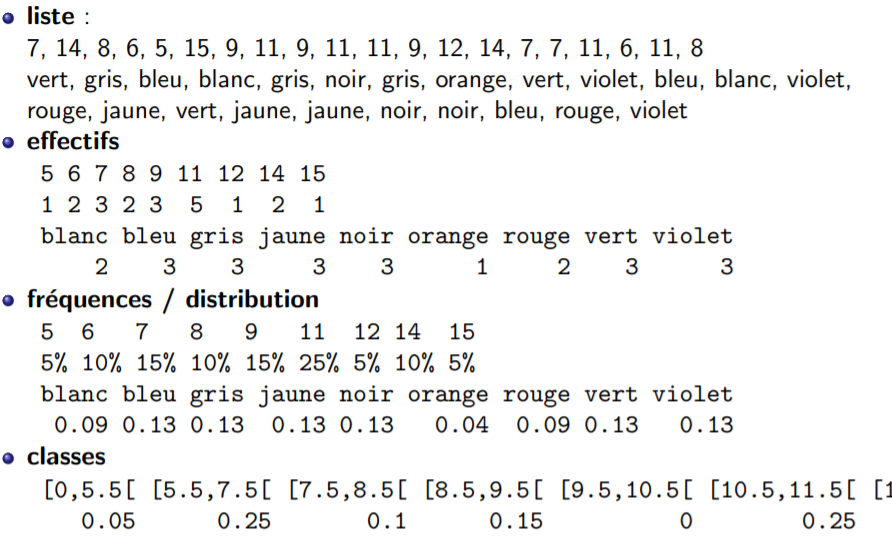 liste :
7, 14, 8, 6, 5, 15, 9, 11, 9, 11, 11, 9, 12, 14, 7, 7, 11, 6, 11, 8
vert, gris, bleu, blanc, gris, noir, gris, orange, vert, violet, bleu, blanc, violet,
rouge, jaune, vert, jaune, jaune, noir, noir, bleu, rouge, violet
effectifs
5 6 7 8 9 11 12 14 15
1 2 3 2 3 5 1 2 1
blanc bleu gris jaune noir orange rouge vert violet
2 3 3 3 3 1 2 3 3
fréquences / distribution
5 6 7 8 9 11 12 14 15
5% 10% 15% 10% 15% 25% 5% 10% 5%
blanc bleu gris jaune noir orange rouge vert violet
0.09 0.13 0.13 0.13 0.13 0.04 0.09 0.13 0.13
classes
[0,5.5[ [5.5,7.5[ [7.5,8.5[ [8.5,9.5[ [9.5,10.5[ [10.5,11.5[
0.05 0.25 0.1 0.15 0 0.25